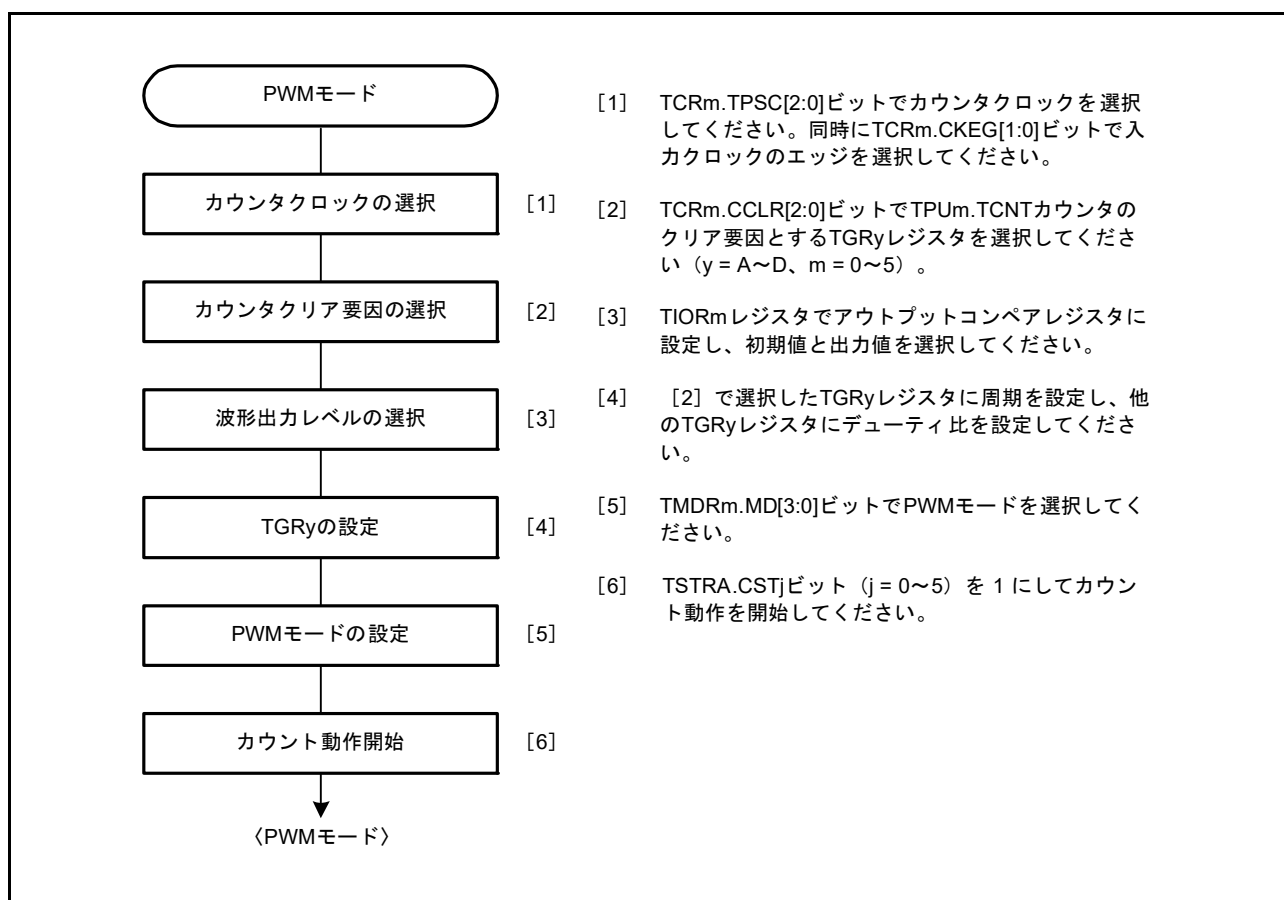 PWMモード
カウンタクロックの選択 [1]
カウンタクリア要因の選択 [2]
波形出力レベルの選択 [3]
TGRyの設定 [4]
PWMモードの設定 [5]
カウント動作開始 [6]
〈PWMモード〉
[1] TCRm.TPSC[2:0]ビットでカウンタクロックを選択
してください。同時にTCRm.CKEG[1:0]ビットで入
力クロックのエッジを選択してください。
[2] TCRm.CCLR[2:0]ビットでTPUm.TCNTカウンタの
クリア要因とするTGRyレジスタを選択してくださ
い（y = A～D、m = 0～5）。
[3] TIORmレジスタでアウトプットコンペアレジスタに
設定し、初期値と出力値を選択してください。
[4] ［2］で選択したTGRyレジスタに周期を設定し、他
のTGRyレジスタにデューティ比を設定してくださ
い。
[5] TMDRm.MD[3:0]ビットでPWMモードを選択してく
ださい。
[6] TSTRA.CSTjビット（j = 0～5）を 1 にしてカウン
ト動作を開始してください。